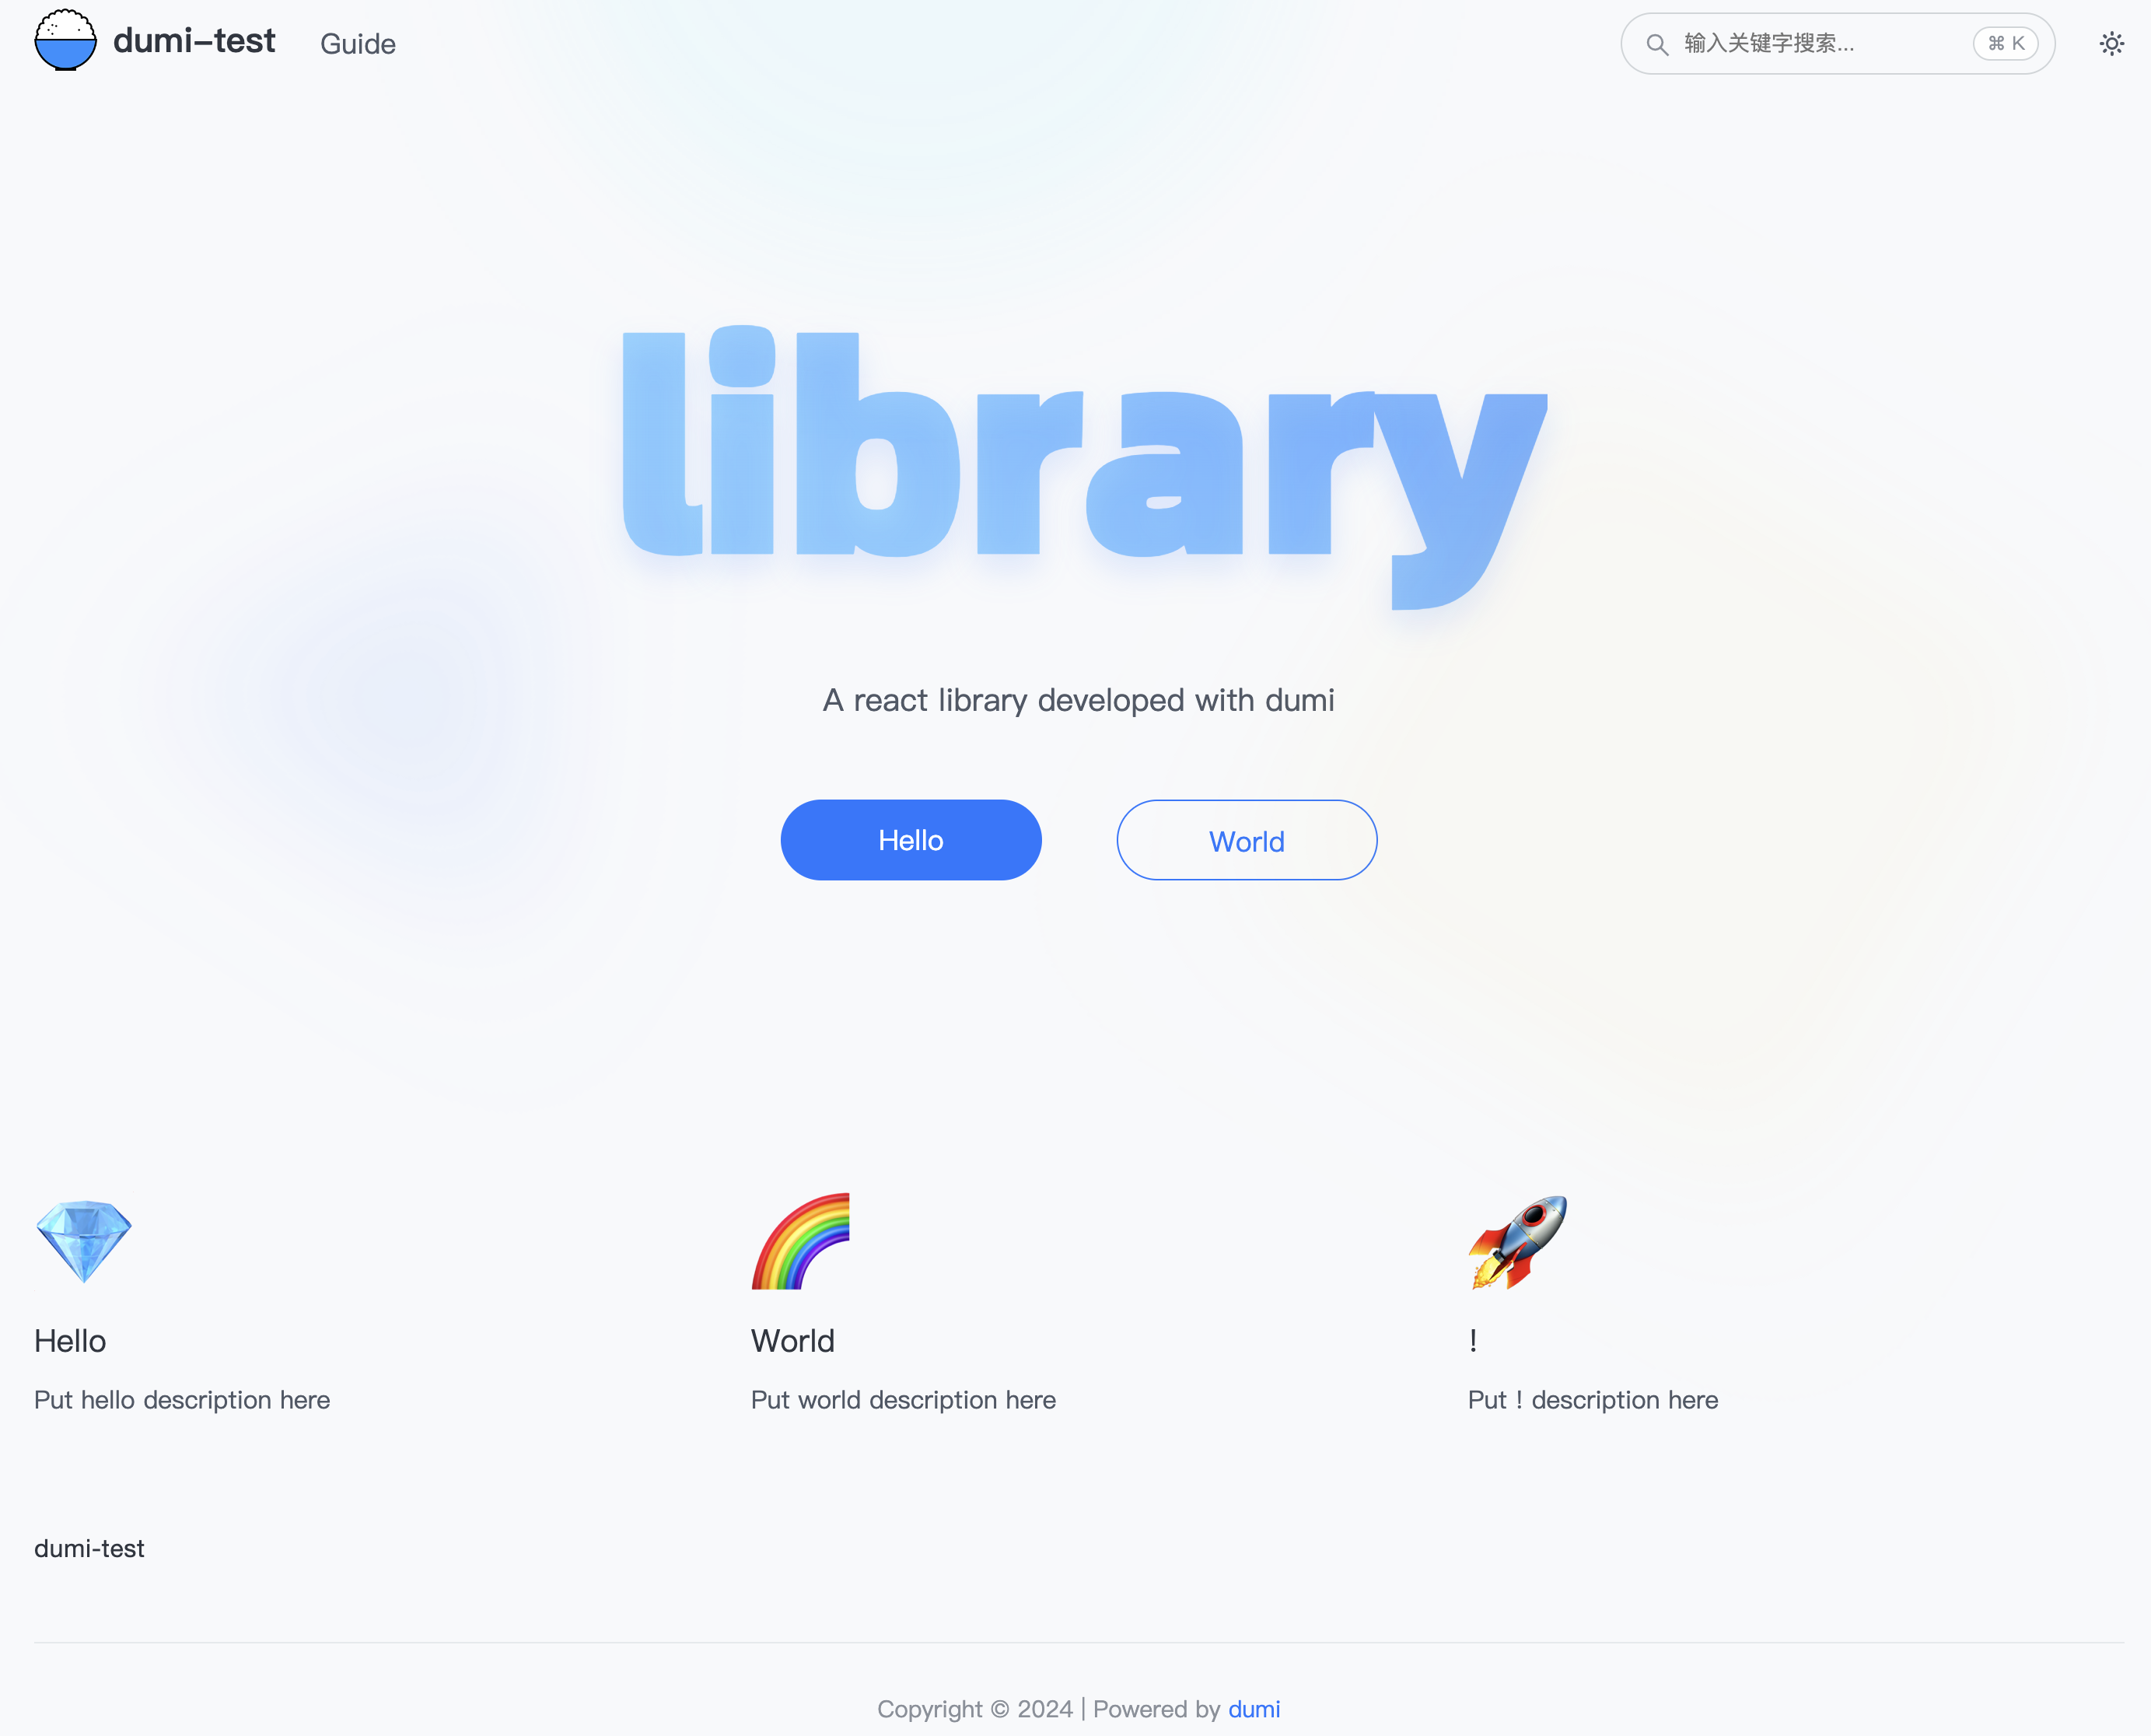 dumi-test
Guide
输入关键字搜索...
⌘ K
library
A react library developed with dumi
Hello
World
Hello
World
!
Put hello description here
Put world description here
Put ! description here
dumi-test
Copyright © 2024 | Powered by dumi